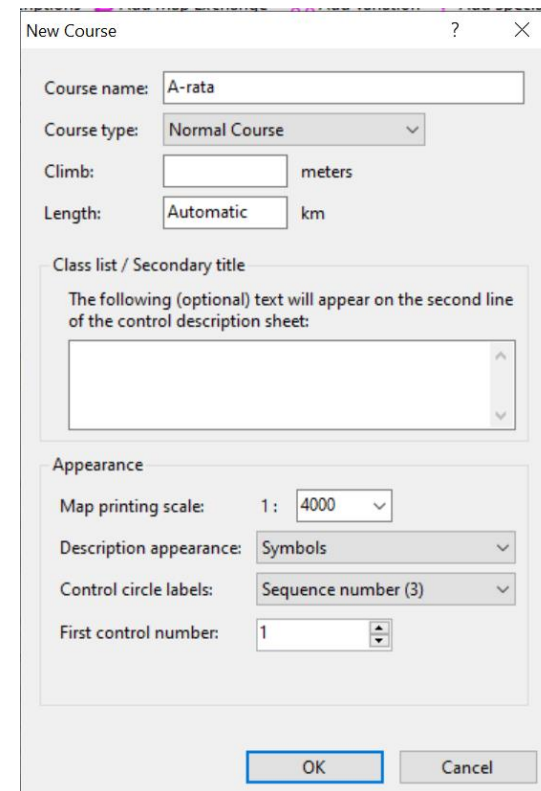 New Course ?
Course name: A-rata
Course type: Normal Course
Climb: meters
Length: Automatic km
Class list / Secondary title
The following (optional) text will appear on the second line
of the control description sheet:
Appearance
Map printing scale: 1 : 4000
Description appearance: Symbols
Control circle labels: Sequence number (3)
First control number: 1
OK Cancel